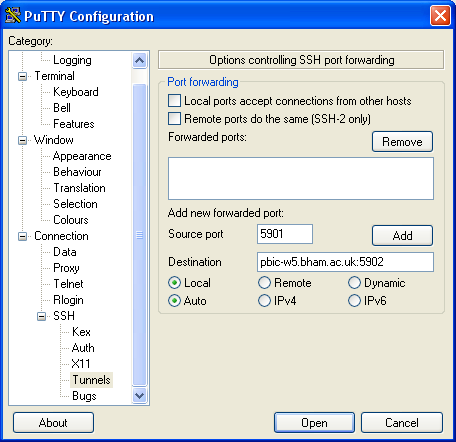 PuTTY Configuration
Category:
Logging
Terminal
Keyboard
Bell
Features
Window
Appearance
Behaviour
Translation
Selection
Colours
Connection
Data
Proxy
Telnet
Rlogin
SSH
Kex
Auth
X11
Tunnels
Bugs
Options controlling SSH port forwarding
Port forwarding
Local ports accept connections from other hosts
Remote ports do the same (SSH-2 only)
Forwarded ports:
Remove
Add new forwarded port:
Source port 5901 Add
Destination pbic-w5.bham.ac.uk:5902
Local Remote Dynamic
Auto IPv4 IPv6
About Open Cancel